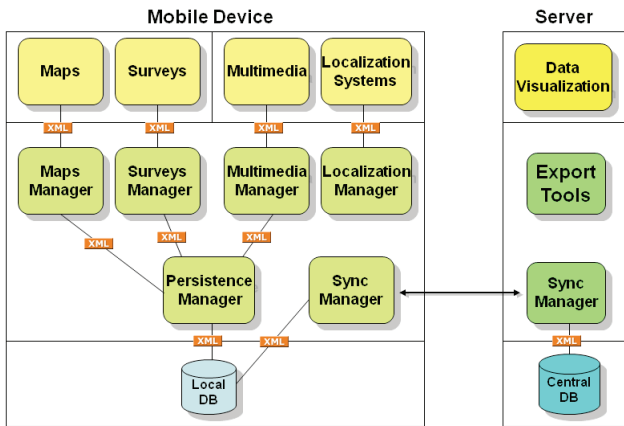 Mobile Device
Server
Maps
Surveys
Multimedia
Localization
Systems
Data
Visualization
XML
XML
XML
XML
Maps
Manager
Surveys
Manager
Multimedia
Manager
Localization
Manager
Export
Tools
XML
XML
XML
Persistence
Manager
Sync
Manager
Sync
Manager
XML
XML
XML
Local
DB
Central
DB